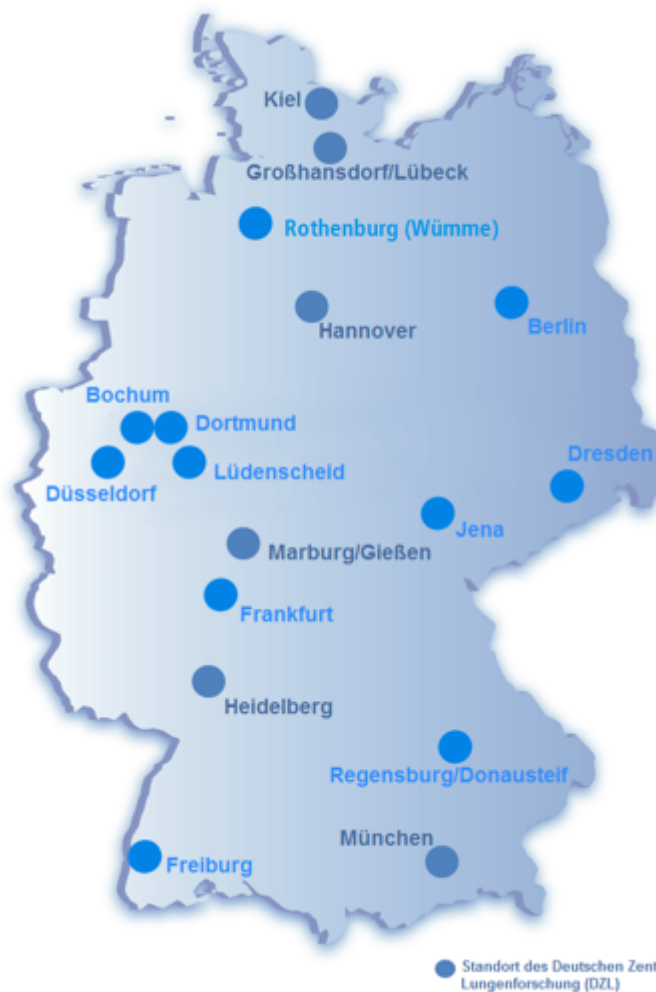 Kiel
Großhansdorf/Lübeck
Rothenburg (Wümme)
Hannover
Berlin
Bochum
Dortmund
Düsseldorf
Lüdenscheid
Dresden
Jena
Marburg/Gießen
Frankfurt
Heidelberg
Regensburg/Donausteif
München
Freiburg
Standort des Deutschen Zent
Lungenforschung (DZL)